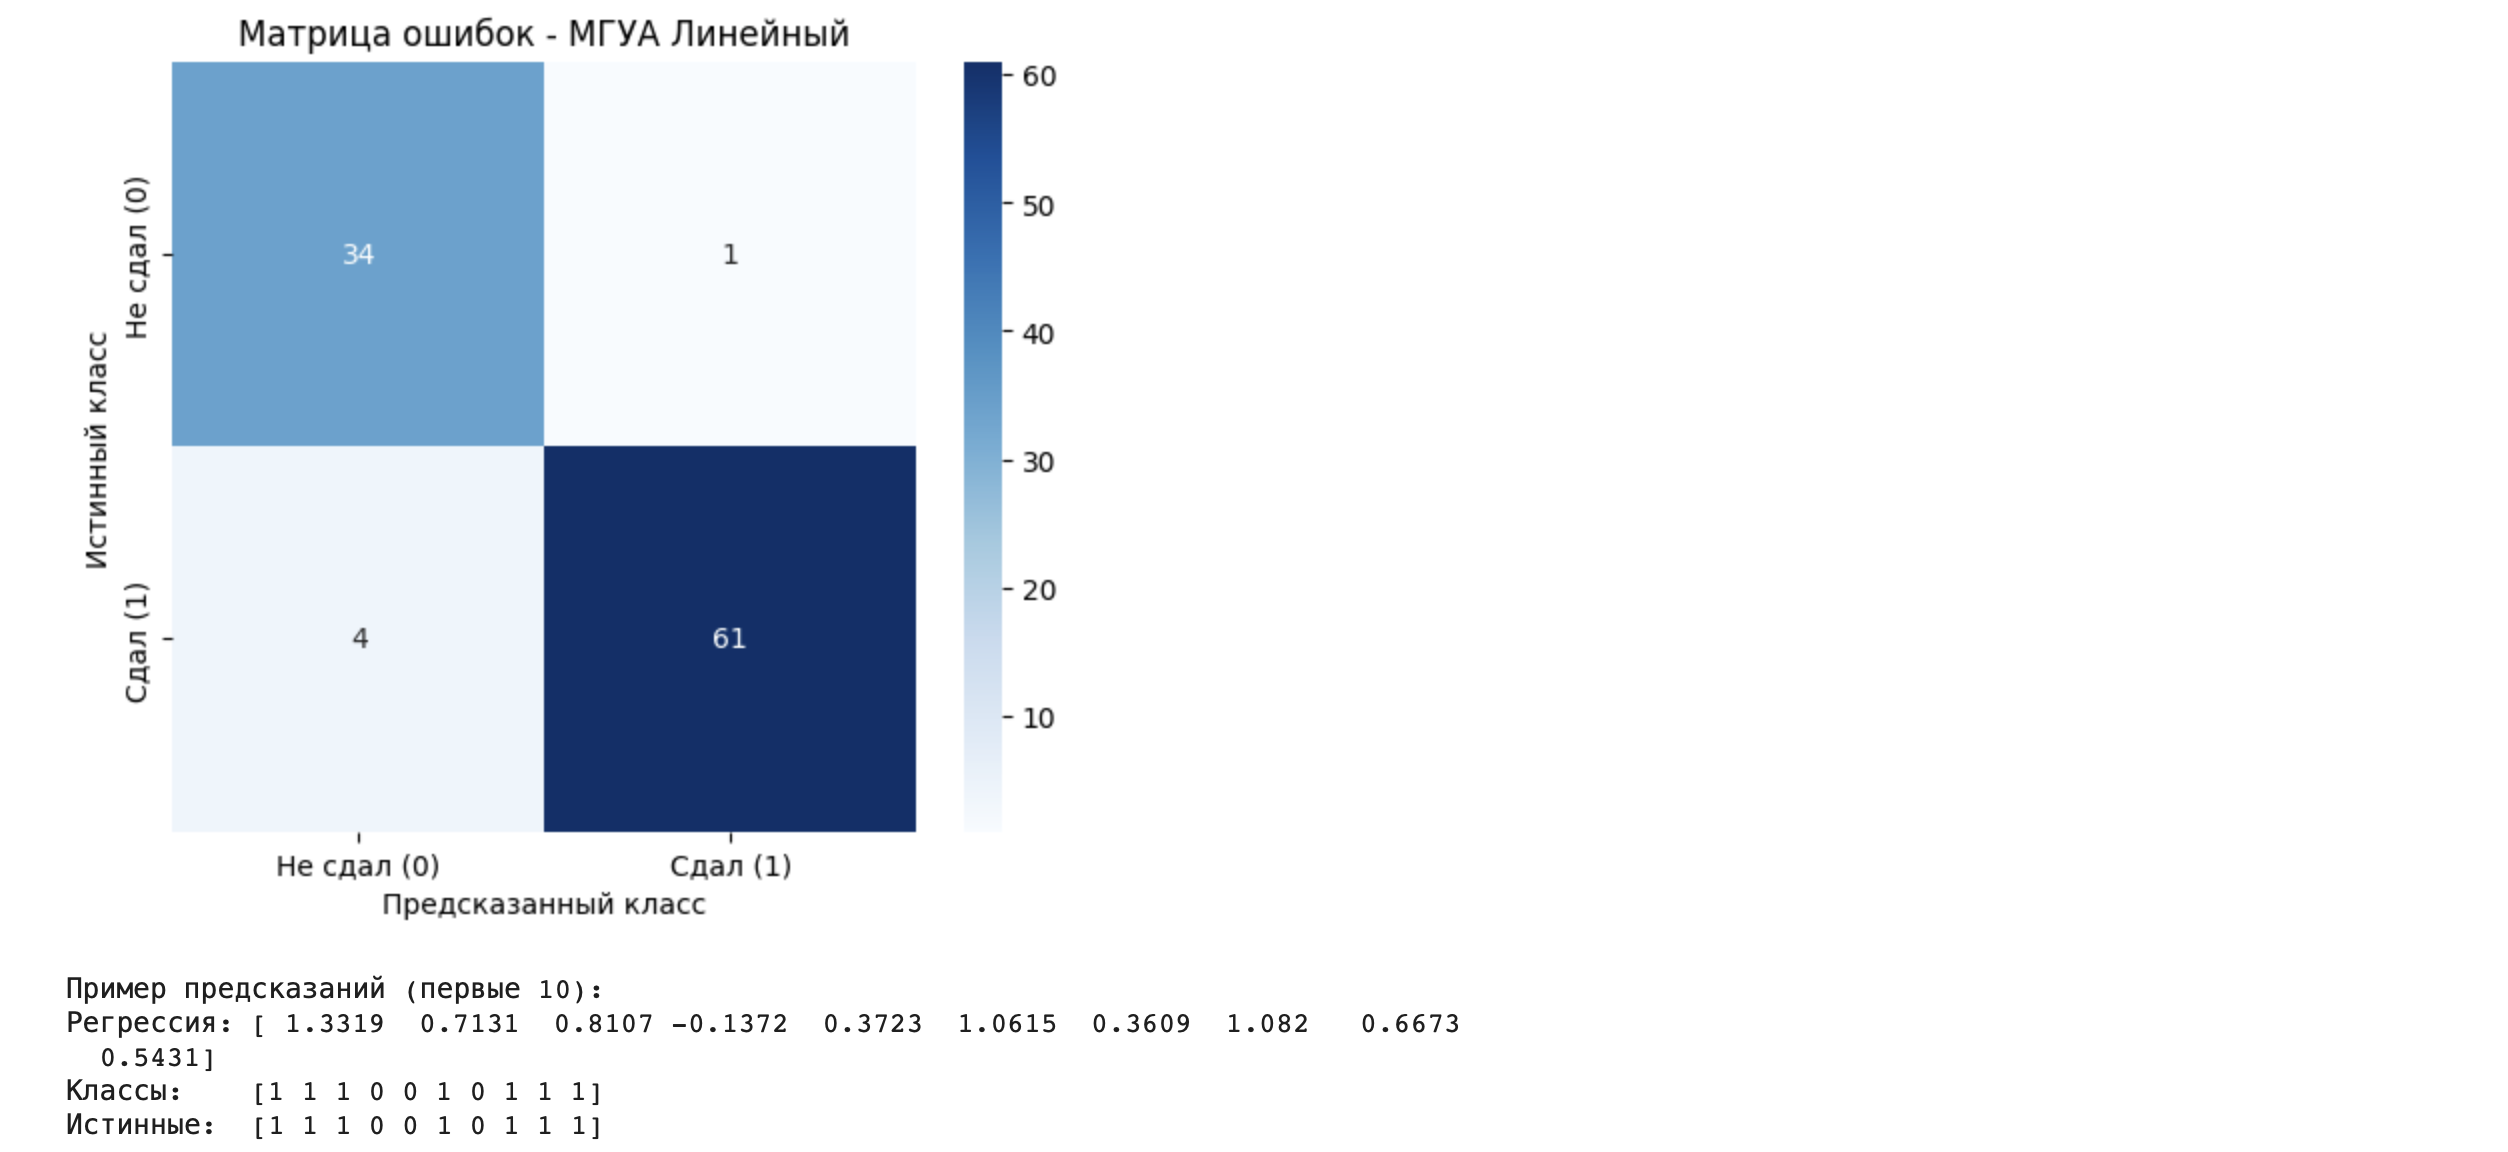 Матрица ошибок - МГУА Линейный
Истинный класс
Не сдал (0)
Сдал (1)
34
1
4
61
60
50
40
30
20
10
Не сдал (0)
Сдал (1)
Предсказанный класс
Пример предсказаний (первые 10):
Регрессия: [ 1.3319  0.7131  0.8107 −0.1372  0.3723  1.0615  0.3609  1.082   0.6673
  0.5431]
Классы:    [1 1 1 0 0 1 0 1 1 1]
Истинные:  [1 1 1 0 0 1 0 1 1 1]